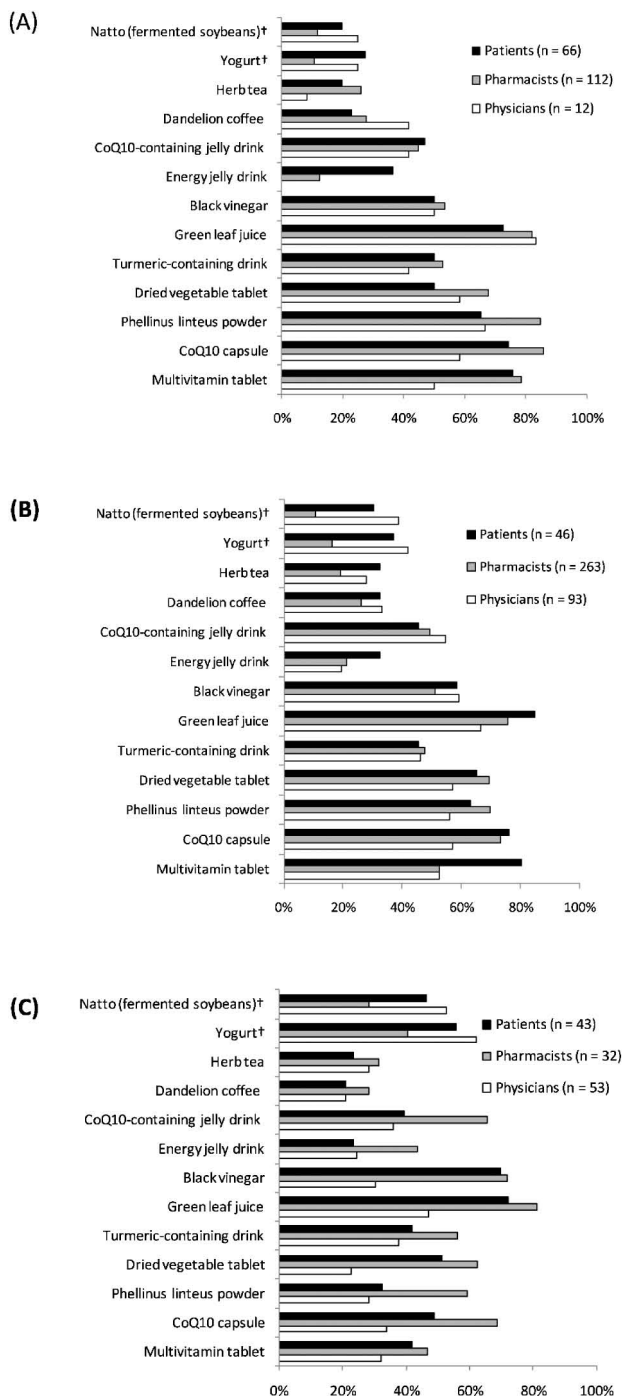 (A)
Natto (fermented soybeans)†
Yogurt†
Herb tea
Dandelion coffee
CoQ10-containing jelly drink
Energy jelly drink
Black vinegar
Green leaf juice
Turmeric-containing drink
Dried vegetable tablet
Phellinus linteus powder
CoQ10 capsule
Multivitamin tablet
Patients (n = 66)
Pharmacists (n = 112)
Physicians (n = 12)
0% 20% 40% 60% 80% 100%
(B)
Natto (fermented soybeans)†
Yogurt†
Herb tea
Dandelion coffee
CoQ10-containing jelly drink
Energy jelly drink
Black vinegar
Green leaf juice
Turmeric-containing drink
Dried vegetable tablet
Phellinus linteus powder
CoQ10 capsule
Multivitamin tablet
Patients (n = 46)
Pharmacists (n = 263)
Physicians (n = 93)
0% 20% 40% 60% 80% 100%
(C)
Natto (fermented soybeans)†
Yogurt†
Herb tea
Dandelion coffee
CoQ10-containing jelly drink
Energy jelly drink
Black vinegar
Green leaf juice
Turmeric-containing drink
Dried vegetable tablet
Phellinus linteus powder
CoQ10 capsule
Multivitamin tablet
Patients (n = 43)
Pharmacists (n = 32)
Physicians (n = 53)
0% 20% 40% 60% 80% 100%